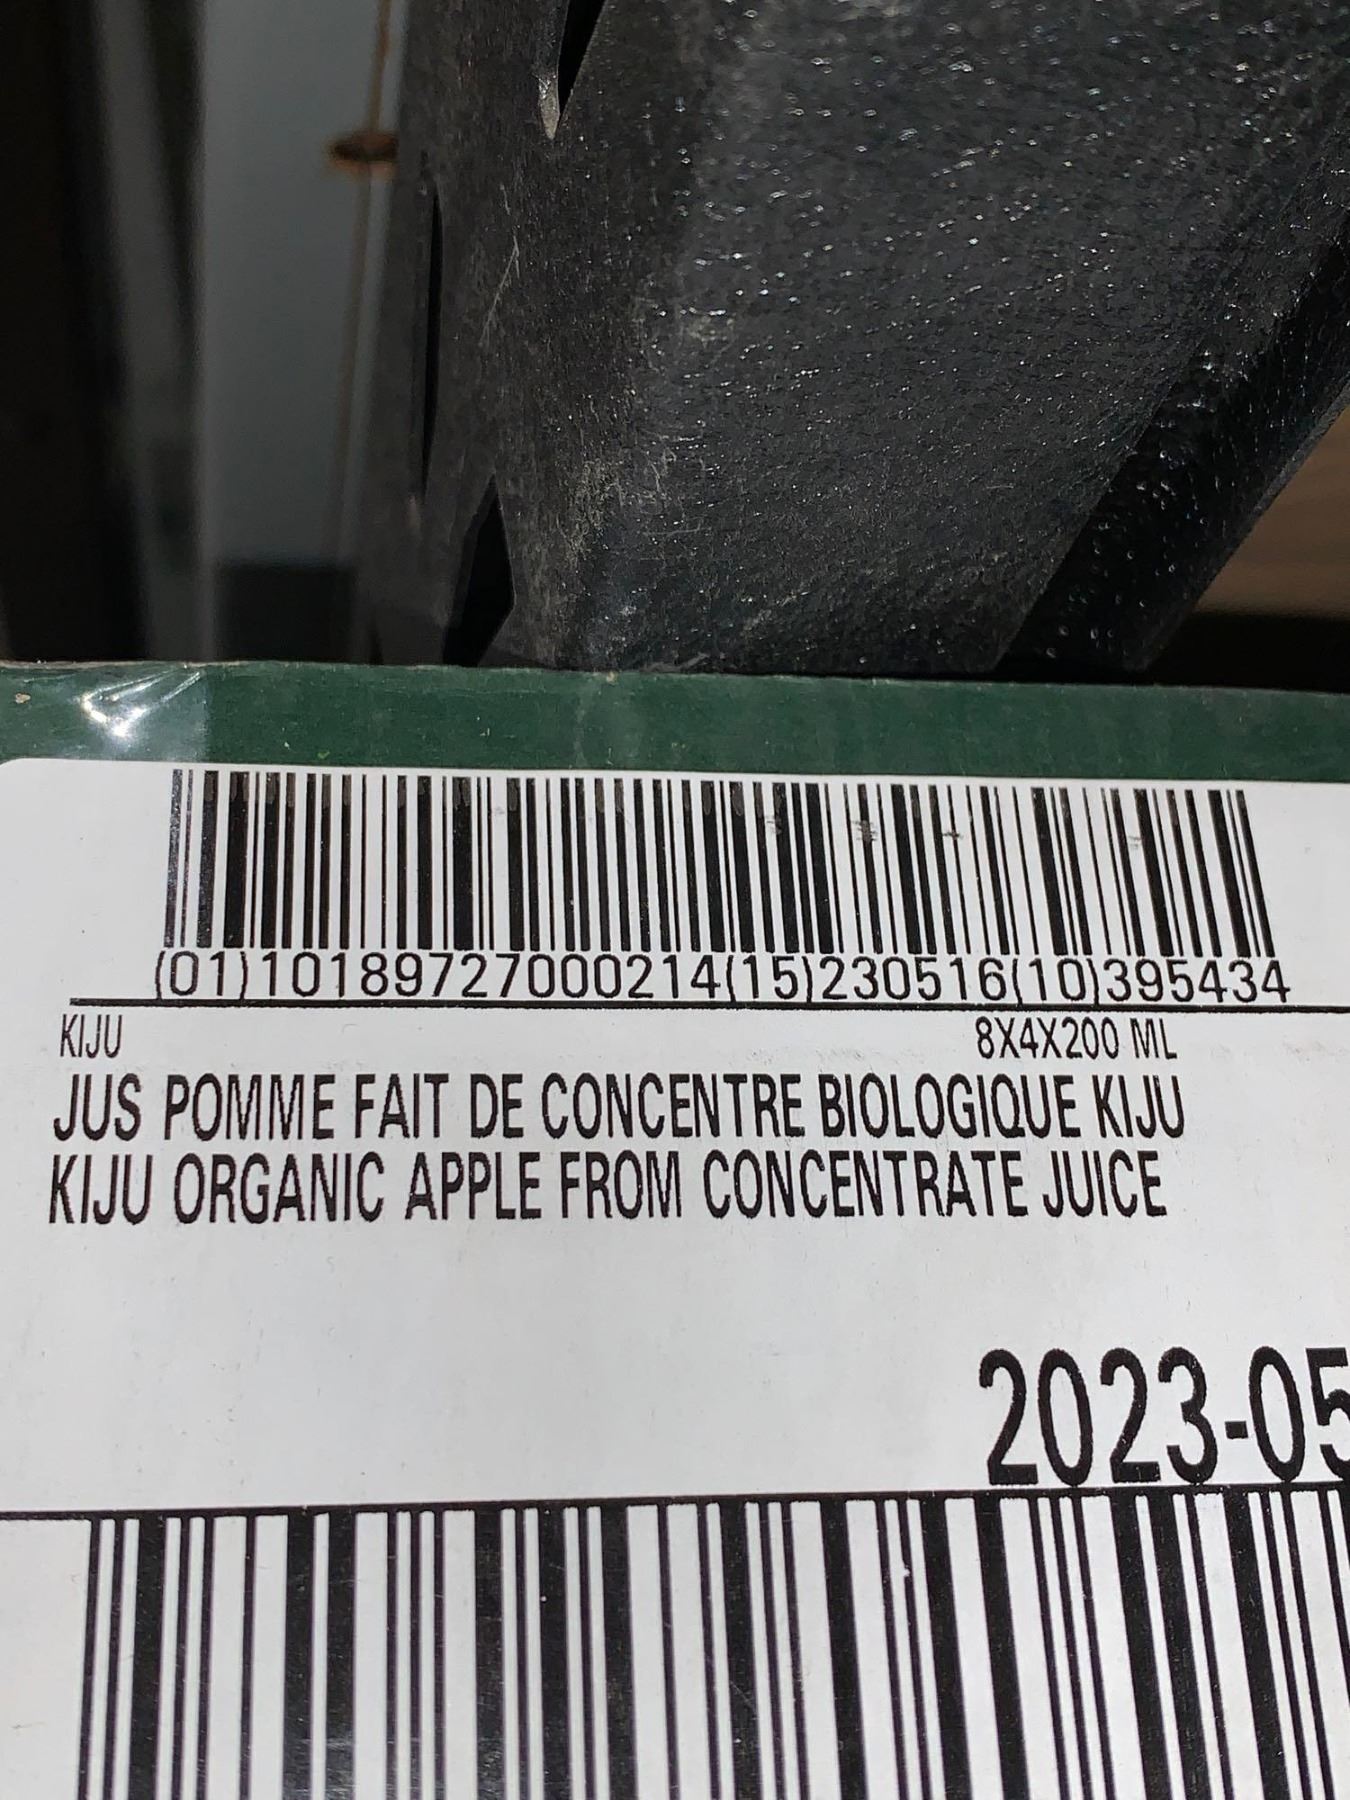 (01)10189727000214(15)230516(10)395434
KIJU 8X4X200 ML
JUS POMME FAIT DE CONCENTRE BIOLOGIQUE KIJU
KIJU ORGANIC APPLE FROM CONCENTRATE JUICE
2023-05